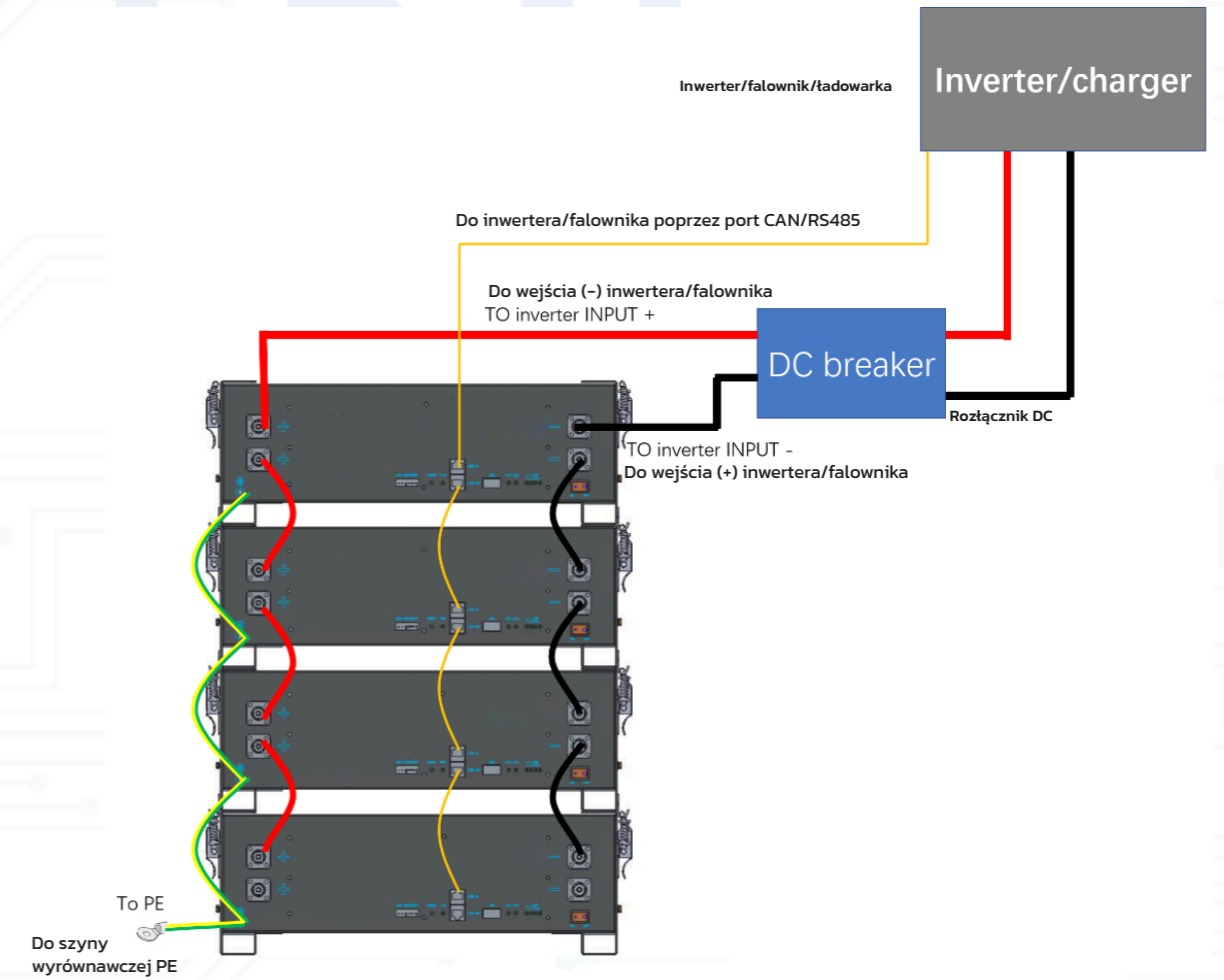 Inverter/charger
Inwerter/falownik/ładowarka
Do inwertera/falownika poprzez port CAN/RS485
Do wejścia (-) inwertera/falownika
TO inverter INPUT +
DC breaker
Rozłącznik DC
TO inverter INPUT -
Do wejścia (+) inwertera/falownika
To PE
Do szyny
wyrównawczej PE